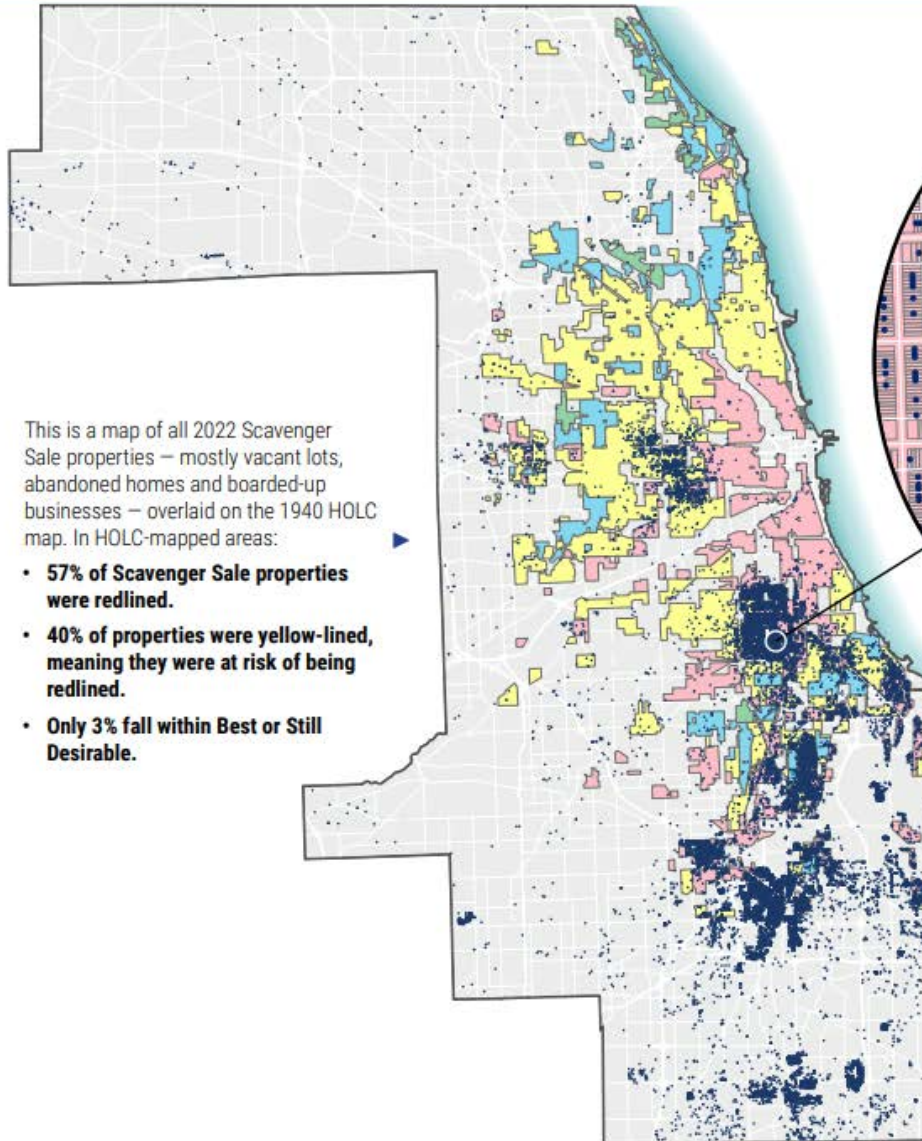 This is a map of all 2022 Scavenger
Sale properties — mostly vacant lots,
abandoned homes and boarded-up
businesses — overlaid on the 1940 HOLC
map. In HOLC-mapped areas:
• 57% of Scavenger Sale properties
were redlined.
• 40% of properties were yellow-lined,
meaning they were at risk of being
redlined.
• Only 3% fall within Best or Still
Desirable.